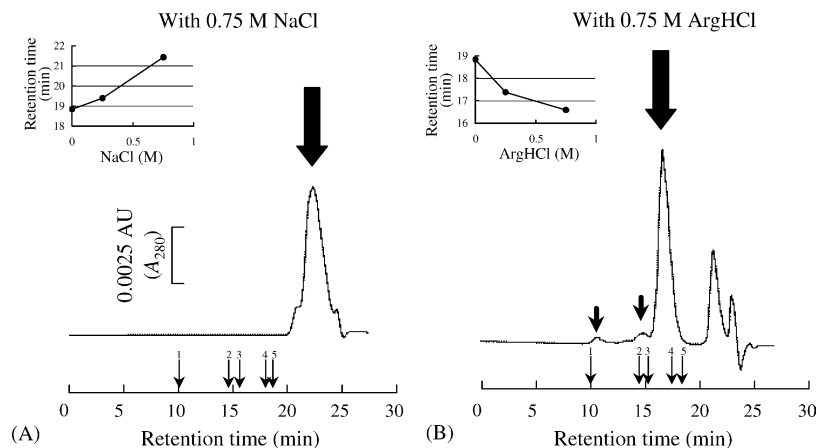 With 0.75 M NaCl
Retention time
(min)
22
21
20
19
18
0
0.5
1
NaCl (M)
0.0025 AU
(A280)
1
2
3
4
5
0
5
10
15
20
25
30
(A)
Retention time (min)
With 0.75 M ArgHCl
Retention time
(min)
19
18
17
16
0
0.5
1
ArgHCl (M)
1
2
3
4
5
0
5
10
15
20
25
30
(B)
Retention time (min)